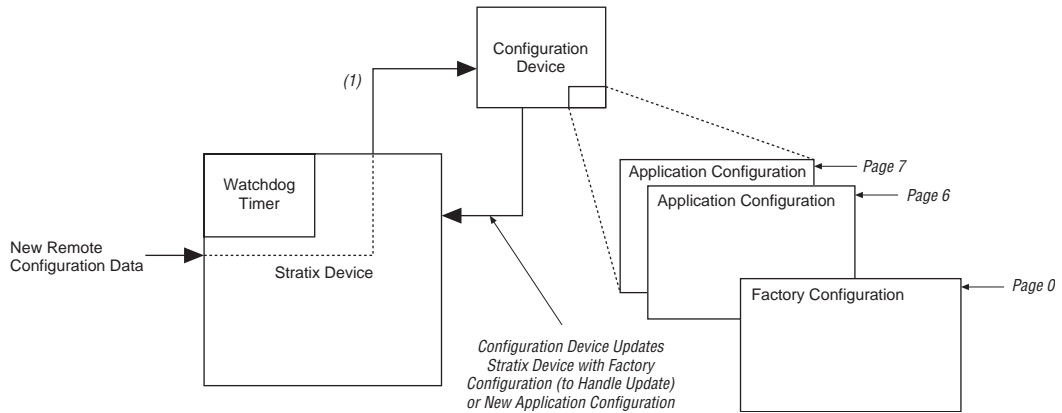 Configuration
Device
(1)
Application Configuration
Page 7
Application Configuration
Page 6
Watchdog
Timer
New Remote
Configuration Data
Stratix Device
Factory Configuration
Page 0
Configuration Device Updates
Stratix Device with Factory
Configuration (to Handle Update)
or New Application Configuration